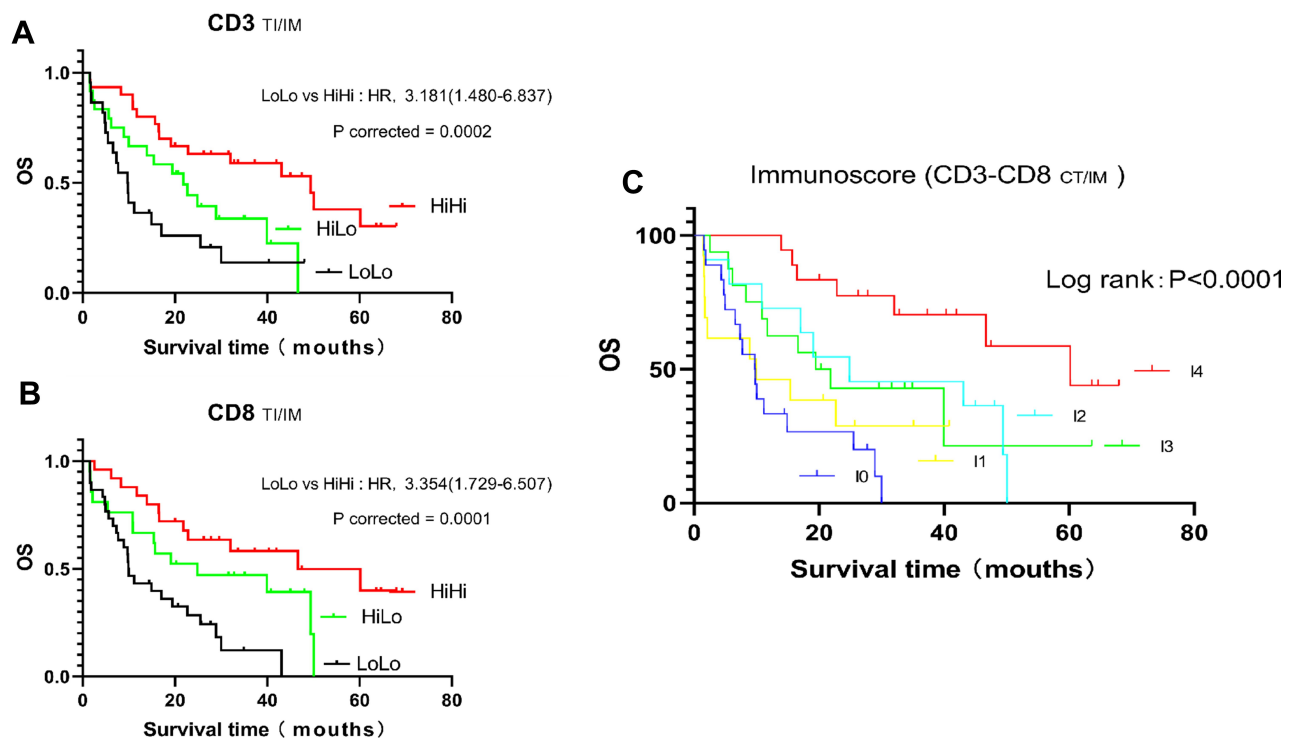 A
CD3 TI/IM
1.0
0.5
0.0
OS
LoLo vs HiHi : HR, 3.181(1.480-6.837)
P corrected = 0.0002
HiHi
HiLo
LoLo
0 20 40 60 80
Survival time ( mouths)
B
CD8 TI/IM
1.0
0.5
0.0
OS
LoLo vs HiHi : HR, 3.354(1.729-6.507)
P corrected = 0.0001
HiHi
HiLo
LoLo
0 20 40 60 80
Survival time ( mouths)
C
Immunoscore (CD3-CD8 CT/IM )
100
50
0
OS
Log rank : P<0.0001
I4
I2
I3
I1
I0
0 20 40 60 80
Survival time (mouths)